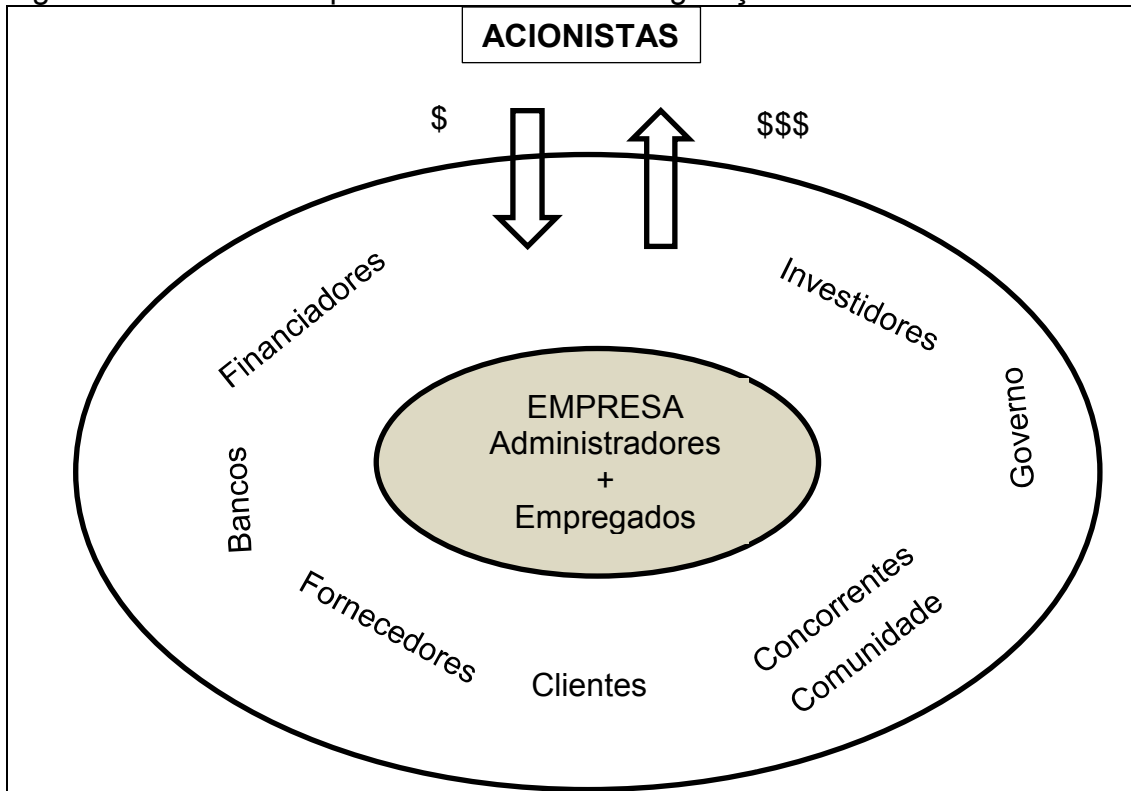 ACIONISTAS
$ $$$
Financiadores
Investidores
Governo
EMPRESA
Administradores
+
Empregados
Bancos
Fornecedores
Clientes
Concorrentes
Comunidade